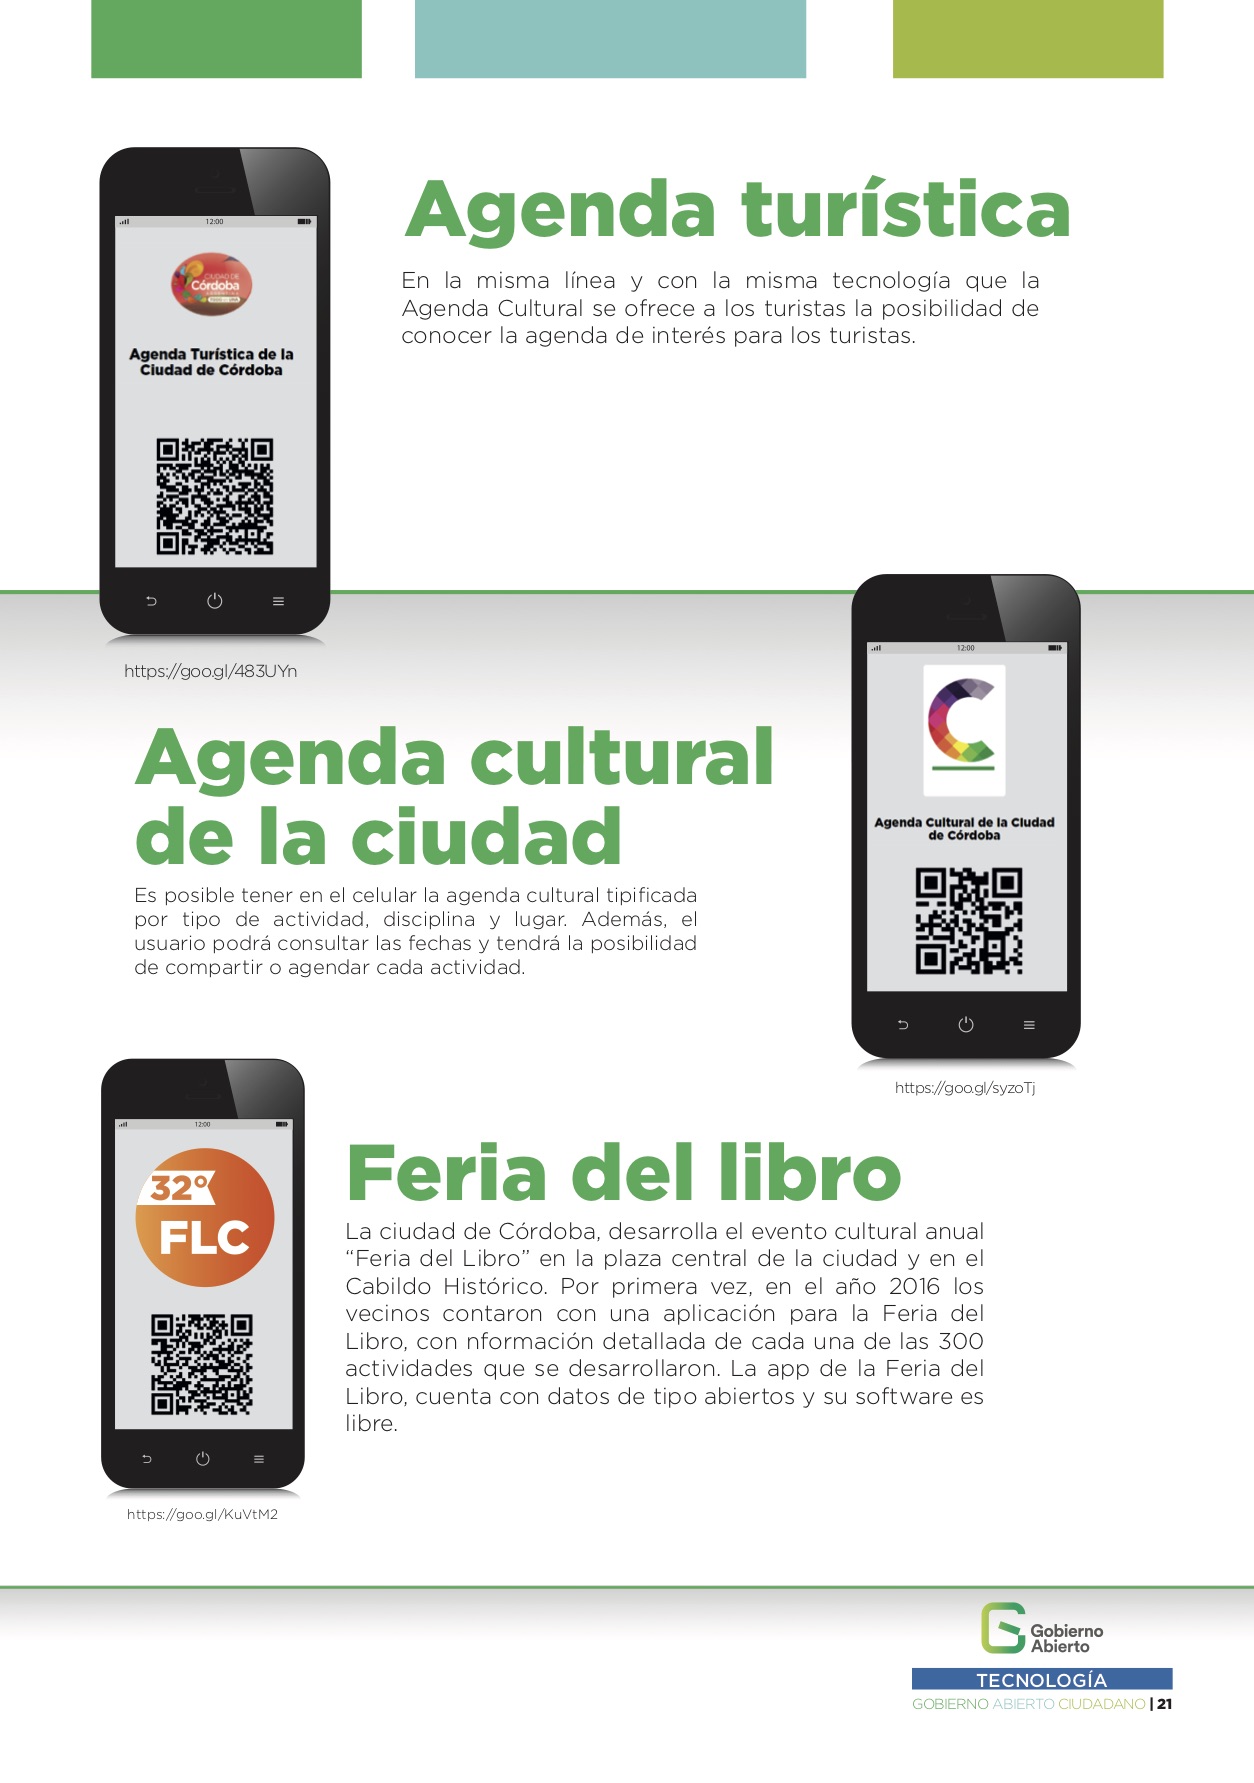 Agenda turística
En la misma línea y con la misma tecnología que la
Agenda Cultural se ofrece a los turistas la posibilidad de
conocer la agenda de interés para los turistas.
12:00
CIUDAD DE
Córdoba
Agenda Turística de la
Ciudad de Córdoba
https://goo.gl/483UYn
Agenda cultural
de la ciudad
Es posible tener en el celular la agenda cultural tipificada
por tipo de actividad, disciplina y lugar. Además, el
usuario podrá consultar las fechas y tendrá la posibilidad
de compartir o agendar cada actividad.
12:00
Agenda Cultural de la Ciudad
de Córdoba
https://goo.gl/syzoTj
12:00
32°
FLC
https://goo.gl/KuVtM2
Feria del libro
La ciudad de Córdoba, desarrolla el evento cultural anual
“Feria del Libro” en la plaza central de la ciudad y en el
Cabildo Histórico. Por primera vez, en el año 2016 los
vecinos contaron con una aplicación para la Feria del
Libro, con nformación detallada de cada una de las 300
actividades que se desarrollaron. La app de la Feria del
Libro, cuenta con datos de tipo abiertos y su software es
libre.
Gobierno
Abierto
TECNOLOGÍA
GOBIERNO ABIERTO CIUDADANO | 21